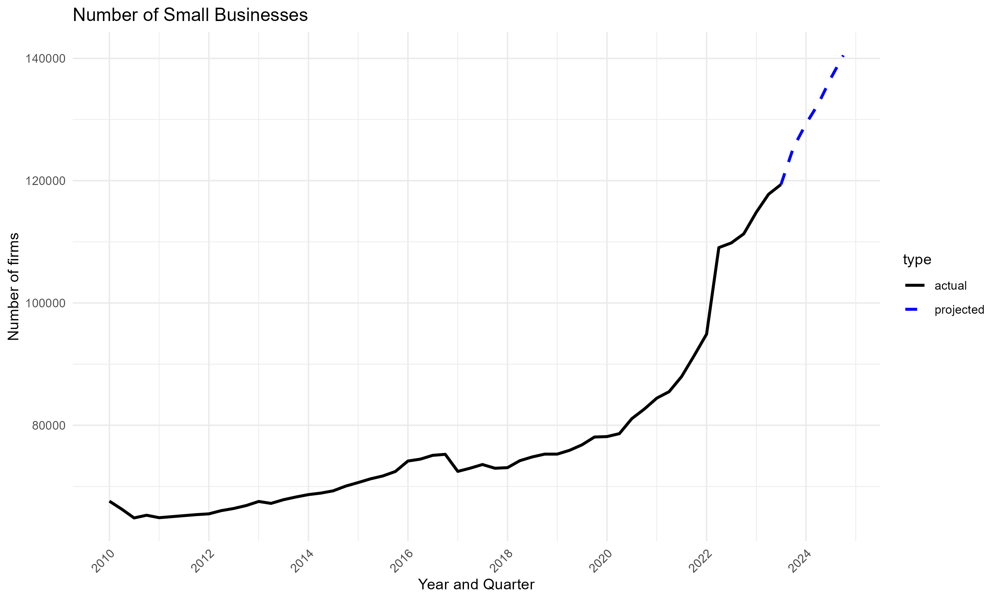 Number of Small Businesses
140000
120000
100000
80000
Number of firms
2010
2012
2014
2016
2018
2020
2022
2024
Year and Quarter
type
actual
projected